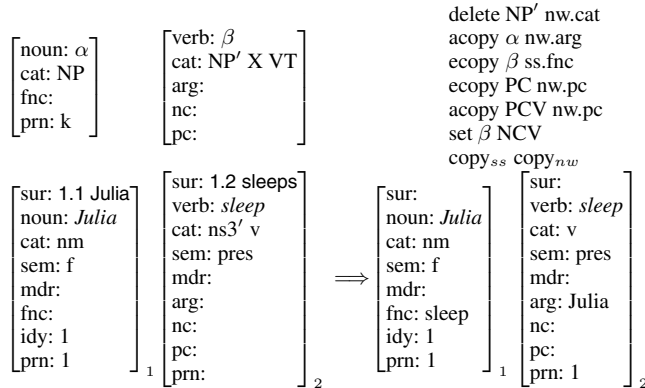 delete NP′ nw.cat
acopy α nw.arg
ecopy β ss.fnc
ecopy PC nw.pc
acopy PCV nw.pc
set β NCV
copy_ss copy_nw
noun: α
cat: NP
fnc:
prn: k
verb: β
cat: NP′ X VT
arg:
nc:
pc:
sur: 1.1 Julia
noun: Julia
cat: nm
sem: f
mdr:
fnc:
idy: 1
prn: 1
1
sur: 1.2 sleeps
verb: sleep
cat: ns3′ v
sem: pres
mdr:
arg:
nc:
pc:
prn:
2
⟹
sur:
noun: Julia
cat: nm
sem: f
mdr:
fnc: sleep
idy: 1
prn: 1
1
sur:
verb: sleep
cat: v
sem: pres
mdr:
arg: Julia
nc:
pc:
prn: 1
2